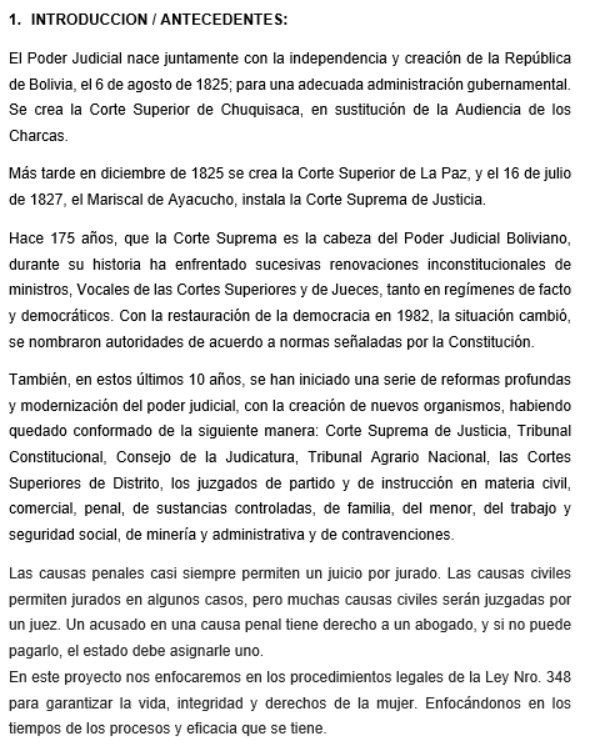 1. INTRODUCCION / ANTECEDENTES:
El Poder Judicial nace juntamente con la independencia y creación de la República
de Bolivia, el 6 de agosto de 1825; para una adecuada administración gubernamental.
Se crea la Corte Superior de Chuquisaca, en sustitución de la Audiencia de los
Charcas.
Más tarde en diciembre de 1825 se crea la Corte Superior de La Paz, y el 16 de julio
de 1827, el Mariscal de Ayacucho, instala la Corte Suprema de Justicia.
Hace 175 años, que la Corte Suprema es la cabeza del Poder Judicial Boliviano,
durante su historia ha enfrentado sucesivas renovaciones inconstitucionales de
ministros, Vocales de las Cortes Superiores y de Jueces, tanto en regímenes de facto
y democráticos. Con la restauración de la democracia en 1982, la situación cambió,
se nombraron autoridades de acuerdo a normas señaladas por la Constitución.
También, en estos últimos 10 años, se han iniciado una serie de reformas profundas
y modernización del poder judicial, con la creación de nuevos organismos, habiendo
quedado conformado de la siguiente manera: Corte Suprema de Justicia, Tribunal
Constitucional, Consejo de la Judicatura, Tribunal Agrario Nacional, las Cortes
Superiores de Distrito, los juzgados de partido y de instrucción en materia civil,
comercial, penal, de sustancias controladas, de familia, del menor, del trabajo y
seguridad social, de minería y administrativa y de contravenciones.
Las causas penales casi siempre permiten un juicio por jurado. Las causas civiles
permiten jurados en algunos casos, pero muchas causas civiles serán juzgadas por
un juez. Un acusado en una causa penal tiene derecho a un abogado, y si no puede
pagarlo, el estado debe asignarle uno.
En este proyecto nos enfocaremos en los procedimientos legales de la Ley Nro. 348
para garantizar la vida, integridad y derechos de la mujer. Enfocándonos en los
tiempos de los procesos y eficacia que se tiene.